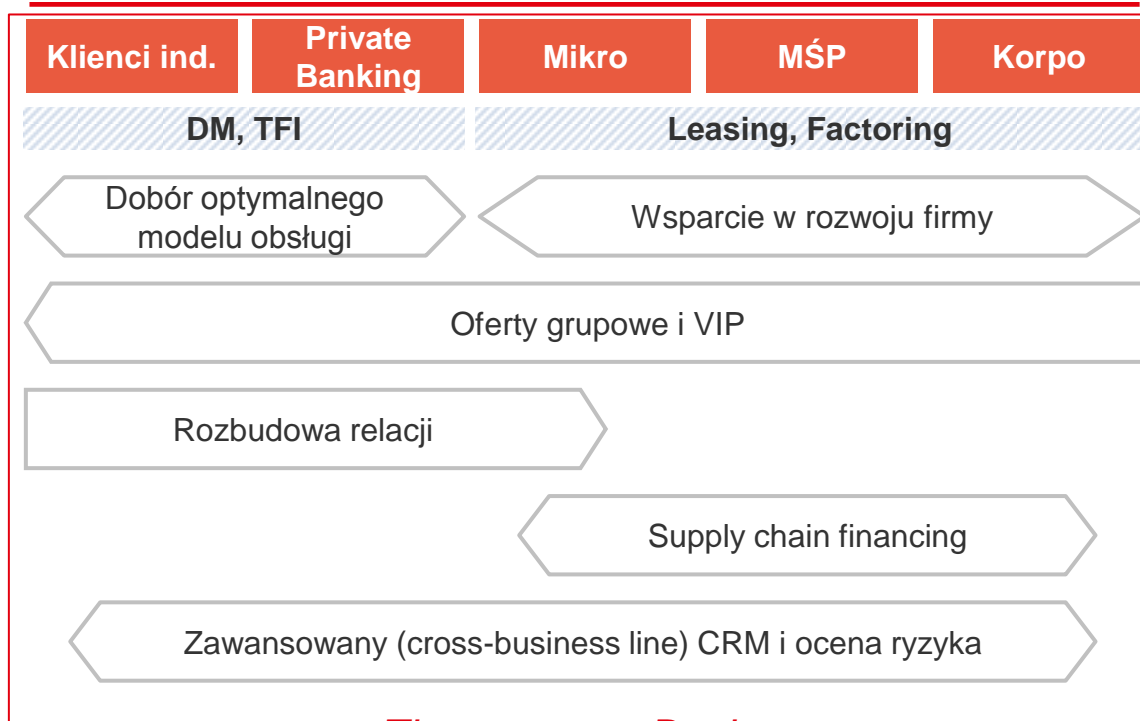 Klienci ind.
Private
Banking
Mikro
MŚP
Korpo
DM, TFI
Leasing, Factoring
Dobór optymalnego
modelu obsługi
Wsparcie w rozwoju firmy
Oferty grupowe i VIP
Rozbudowa relacji
Supply chain financing
Zawansowany (cross-business line) CRM i ocena ryzyka